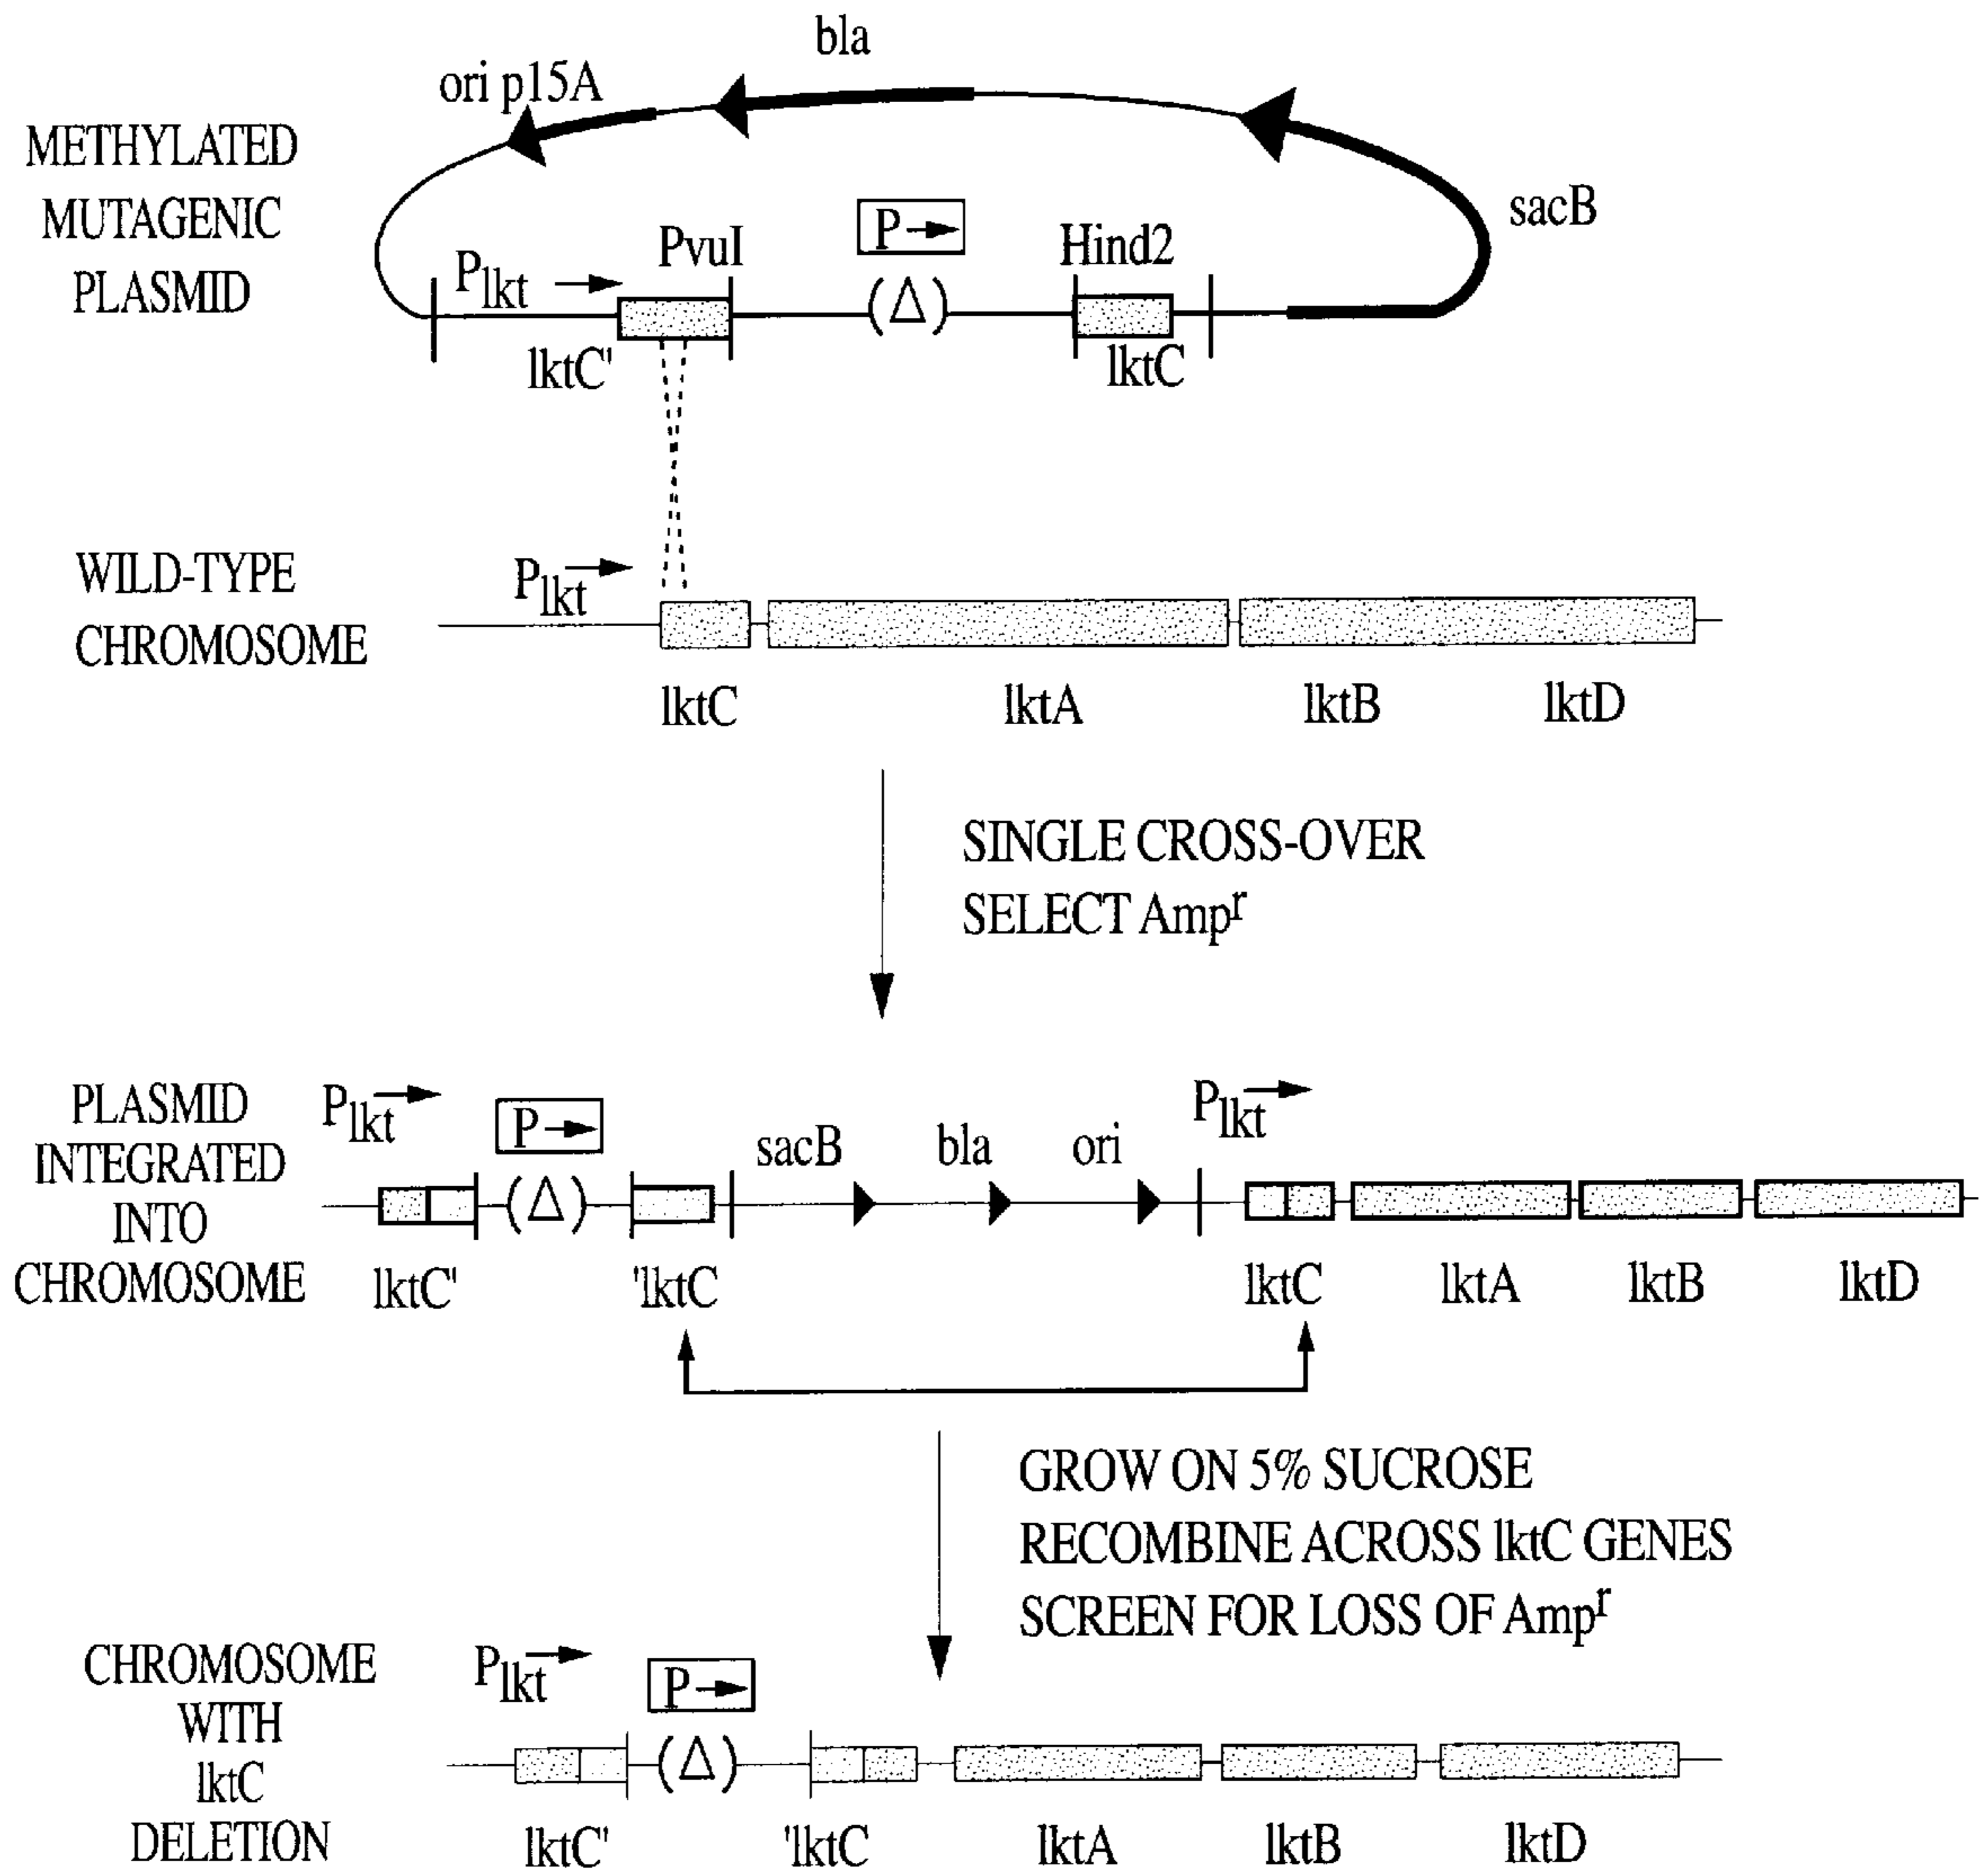 bla
ori p15A
METHYLATED
MUTAGENIC
PLASMID
sacB
P→
PvuI
Hind2
Plkt
(Δ)
lktC'
lktC
WILD-TYPE
CHROMOSOME
Plkt
lktC
lktA
lktB
lktD
SINGLE CROSS-OVER
SELECT Ampʳ
PLASMID
INTEGRATED
INTO
CHROMOSOME
Plkt
P→
sacB
bla
ori
Plkt
(Δ)
lktC'
'lktC
lktC
lktA
lktB
lktD
GROW ON 5% SUCROSE
RECOMBINE ACROSS lktC GENES
SCREEN FOR LOSS OF Ampʳ
CHROMOSOME
WITH
lktC
DELETION
Plkt
P→
(Δ)
lktC'
'lktC
lktA
lktB
lktD